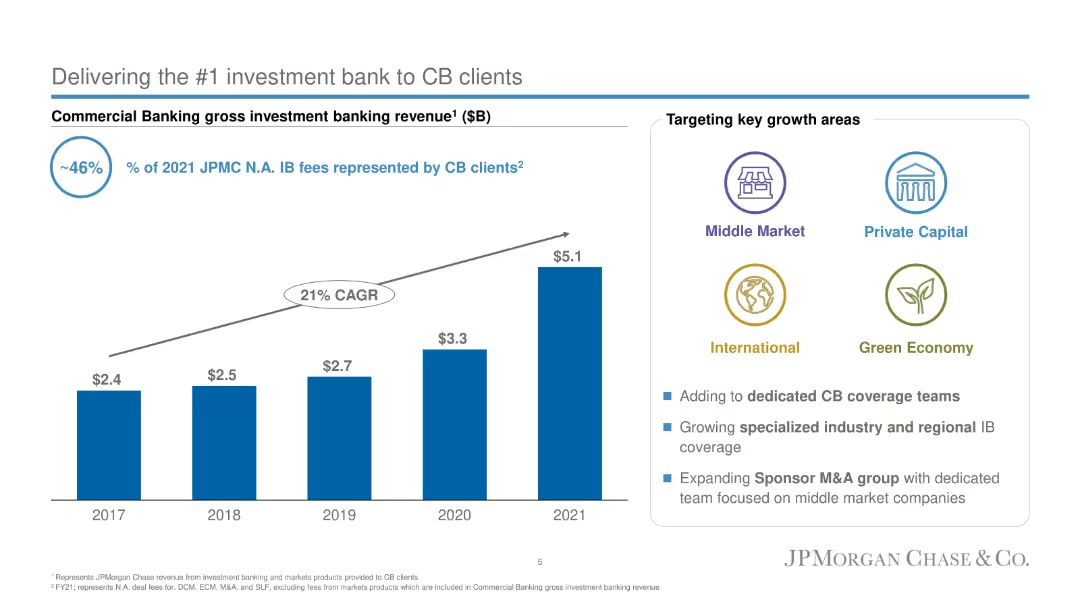 Delivering the #1 investment bank to CB clients
Commercial Banking gross investment banking revenue¹ ($B)
~46%
% of 2021 JPMC N.A. IB fees represented by CB clients²
21% CAGR
$2.4
$2.5
$2.7
$3.3
$5.1
2017
2018
2019
2020
2021
Targeting key growth areas
Middle Market
Private Capital
International
Green Economy
Adding to dedicated CB coverage teams
Growing specialized industry and regional IB
coverage
Expanding Sponsor M&A group with dedicated
team focused on middle market companies
JPMORGAN CHASE & CO.
5
¹ Represents JPMorgan Chase revenue from investment banking and markets products provided to CB clients
² FY21; represents N.A. deal fees for, DCM, ECM, M&A, and SLF, excluding fees from markets products which are included in Commercial Banking gross investment banking revenue